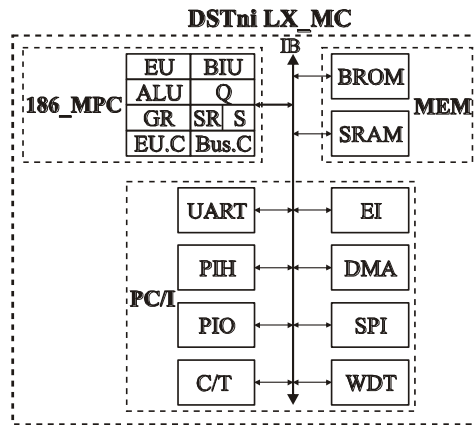 DSTni LX_MC
IB
186_MPC
EU BIU
ALU Q
GR SR S
EU.C Bus.C
BROM
MEM
SRAM
PC/I
UART EI
PIH DMA
PIO SPI
C/T WDT